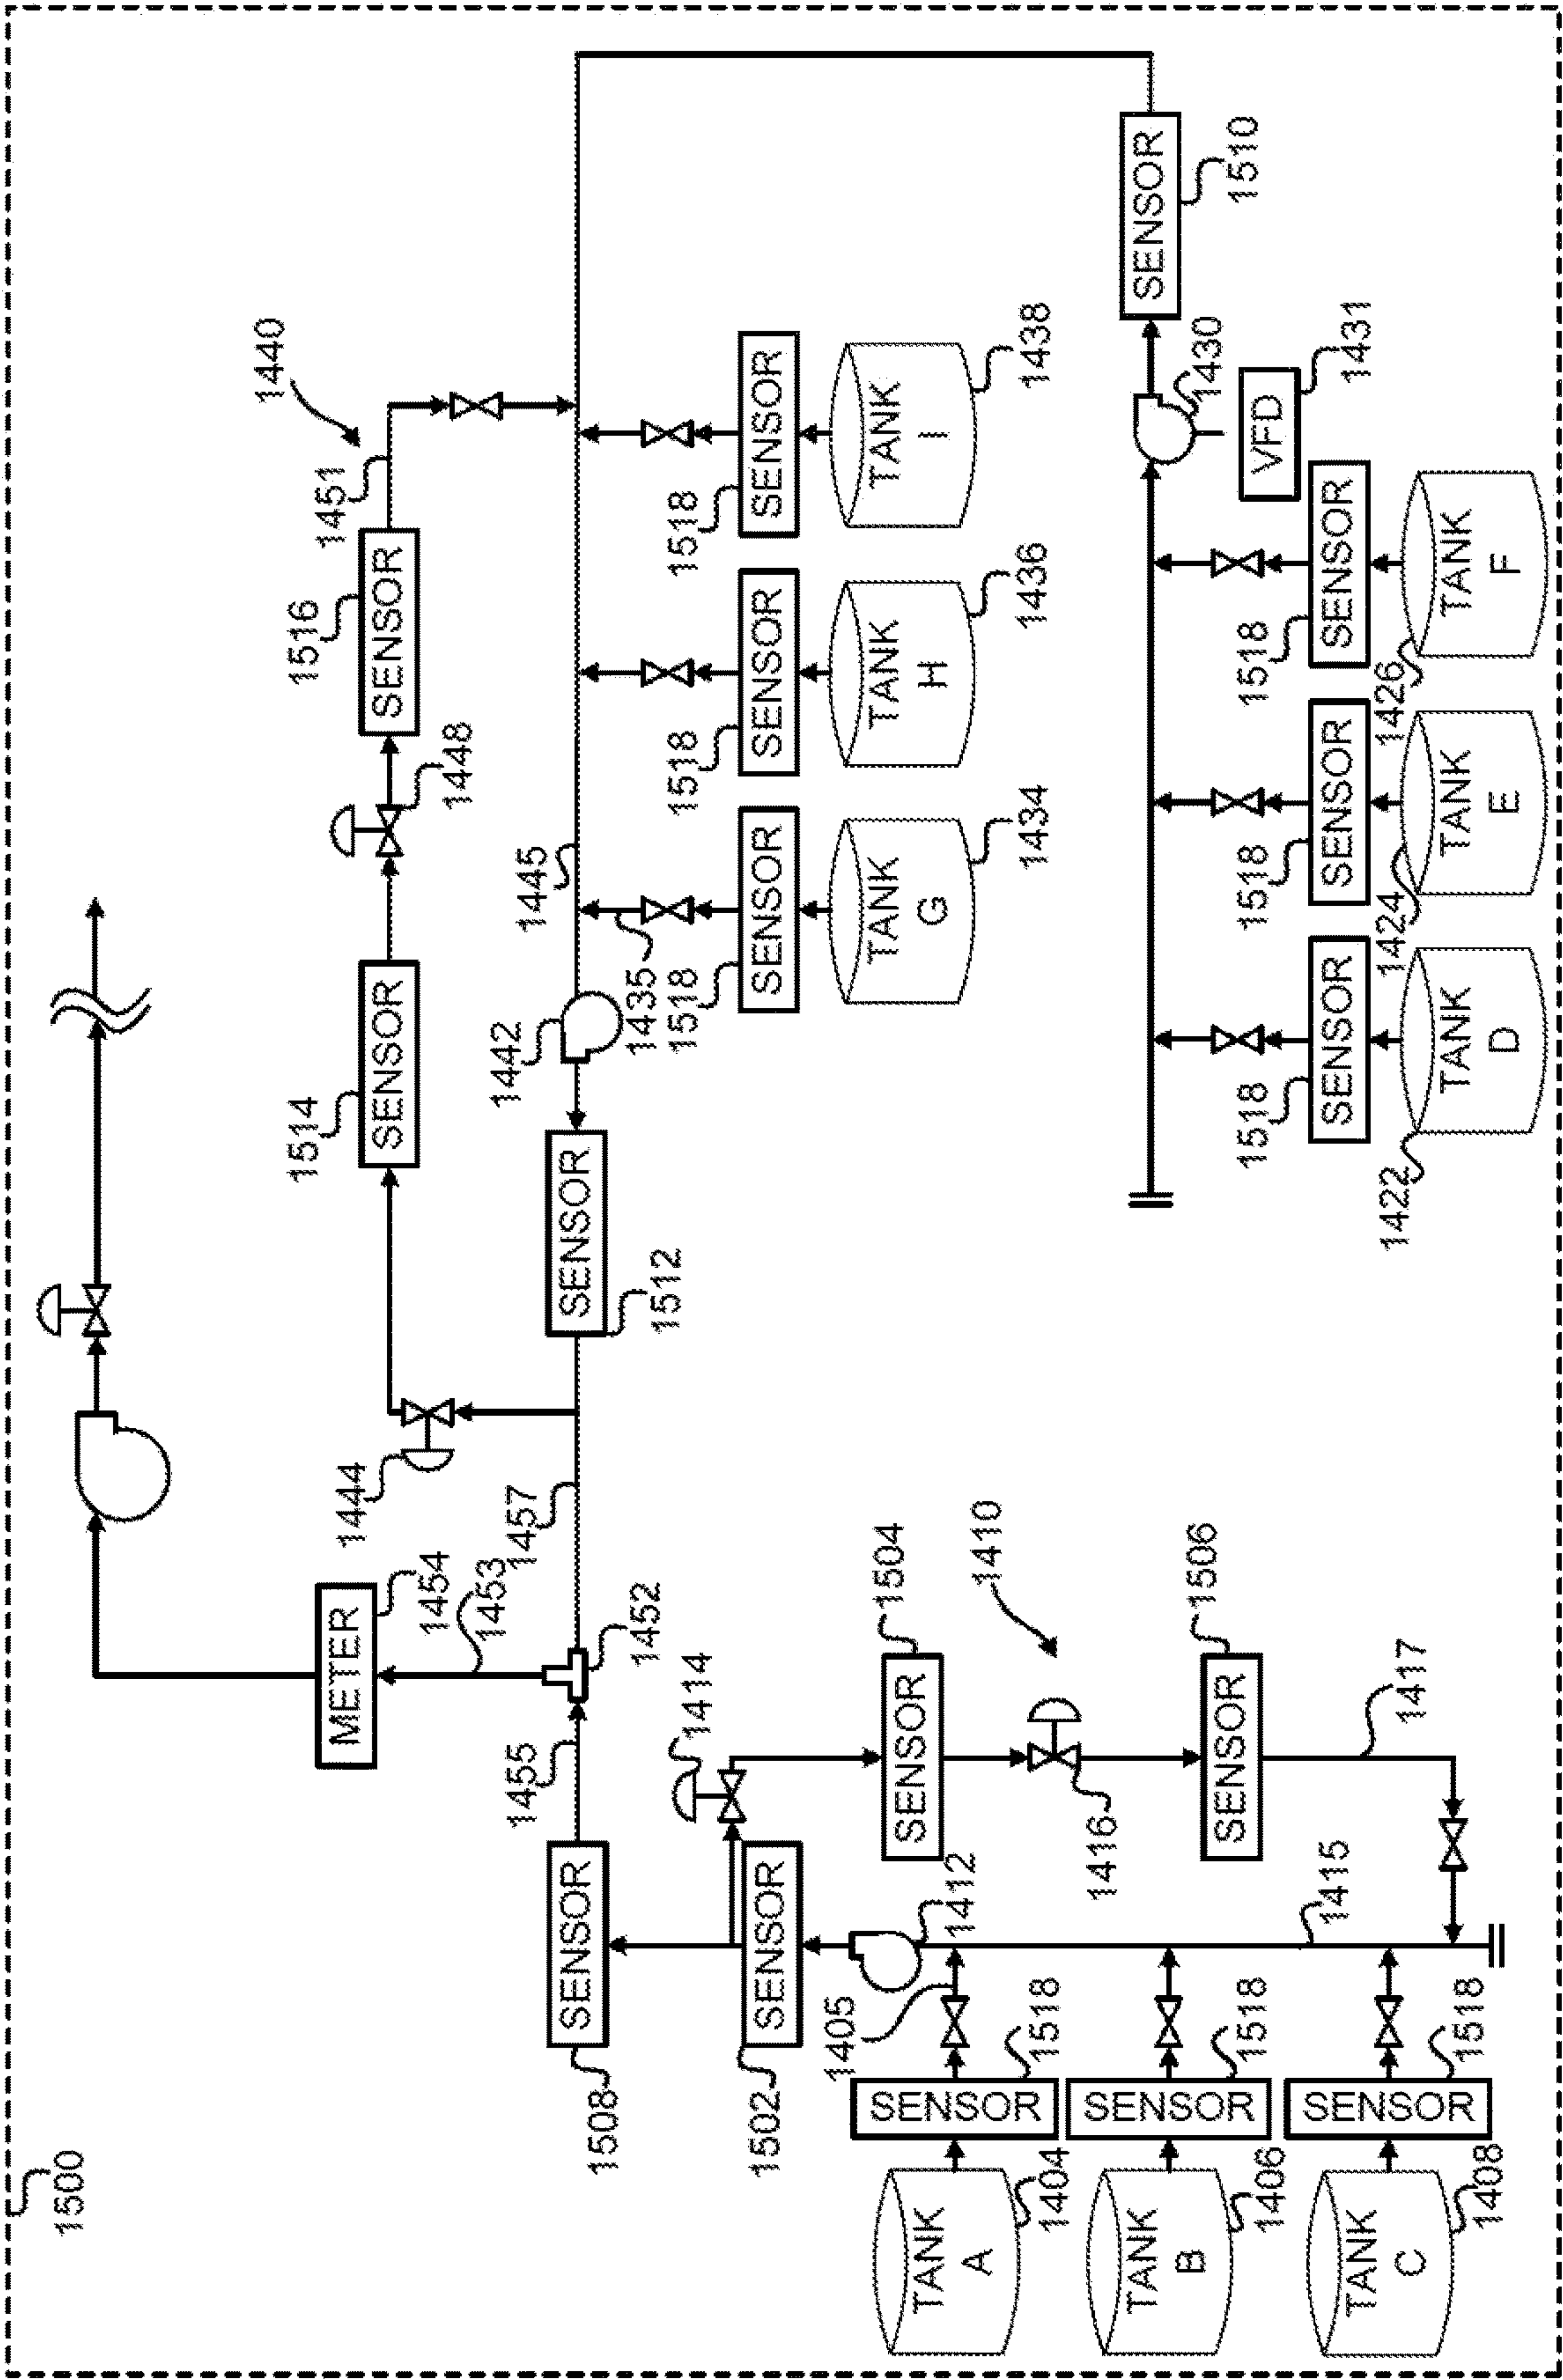 1500
METER
1454
1453
1444
1514
SENSOR
1516
SENSOR
1451
1440
1448
1508
SENSOR
1455
1452
1457
SENSOR
1512
1442
1445
1435
1502
SENSOR
1414
1518
SENSOR
1518
SENSOR
1518
SENSOR
TANK
G
1434
TANK
H
1436
TANK
I
1438
1405
1412
SENSOR
1504
1410
1416
TANK
A
1404
SENSOR
1518
TANK
B
1406
SENSOR
1518
TANK
C
1408
SENSOR
1518
1415
1417
SENSOR
1506
SENSOR
1510
1430
VFD
1431
1518
SENSOR
1518
SENSOR
1518
SENSOR
1422
TANK
D
1424
TANK
E
1426
TANK
F